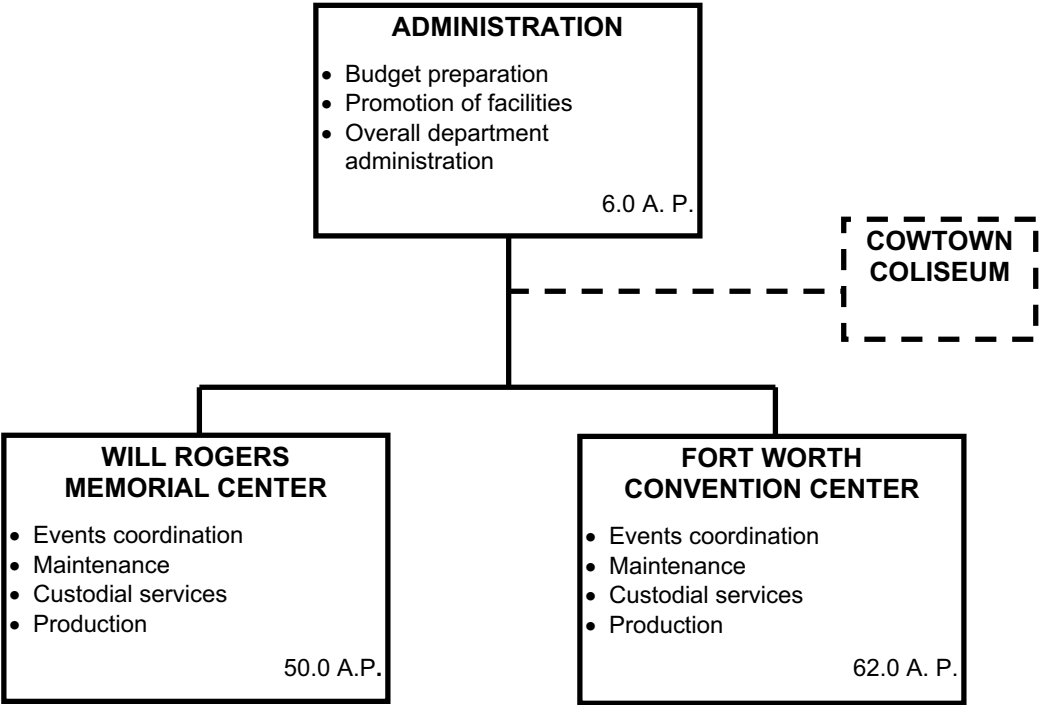 ADMINISTRATION
• Budget preparation
• Promotion of facilities
• Overall department
administration
6.0 A. P.
COWTOWN
COLISEUM
WILL ROGERS
MEMORIAL CENTER
• Events coordination
• Maintenance
• Custodial services
• Production
50.0 A.P.
FORT WORTH
CONVENTION CENTER
• Events coordination
• Maintenance
• Custodial services
• Production
62.0 A. P.